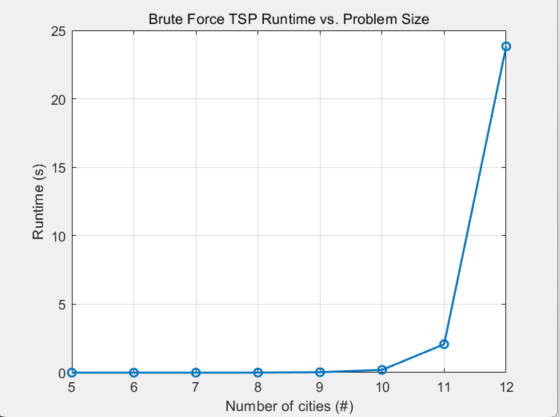 Brute Force TSP Runtime vs. Problem Size
25
20
15
10
5
0
Runtime (s)
5 6 7 8 9 10 11 12
Number of cities (#)